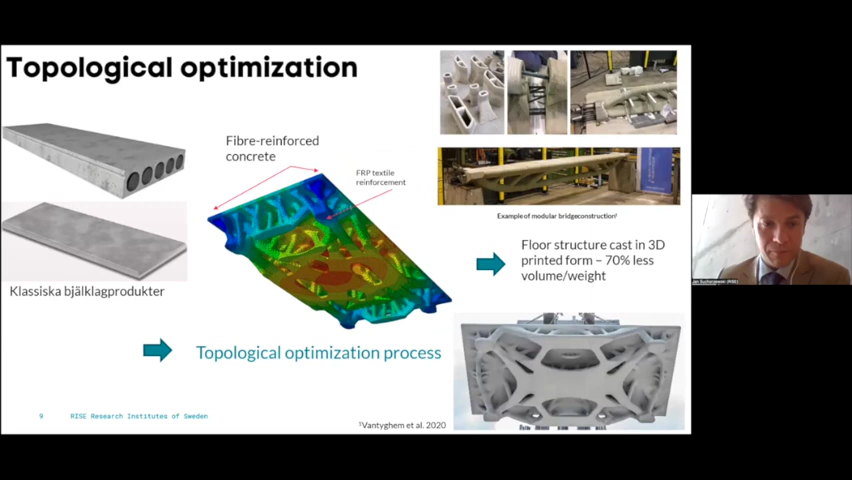 Topological optimization
Fibre-reinforced
concrete
FRP textile
reinforcement
Klassiska bjälklagprodukter
Topological optimization process
Example of modular bridgeconstruction¹
Floor structure cast in 3D
printed form – 70% less
volume/weight
9 RISE Research Institutes of Sweden
¹Vantyghem et al. 2020